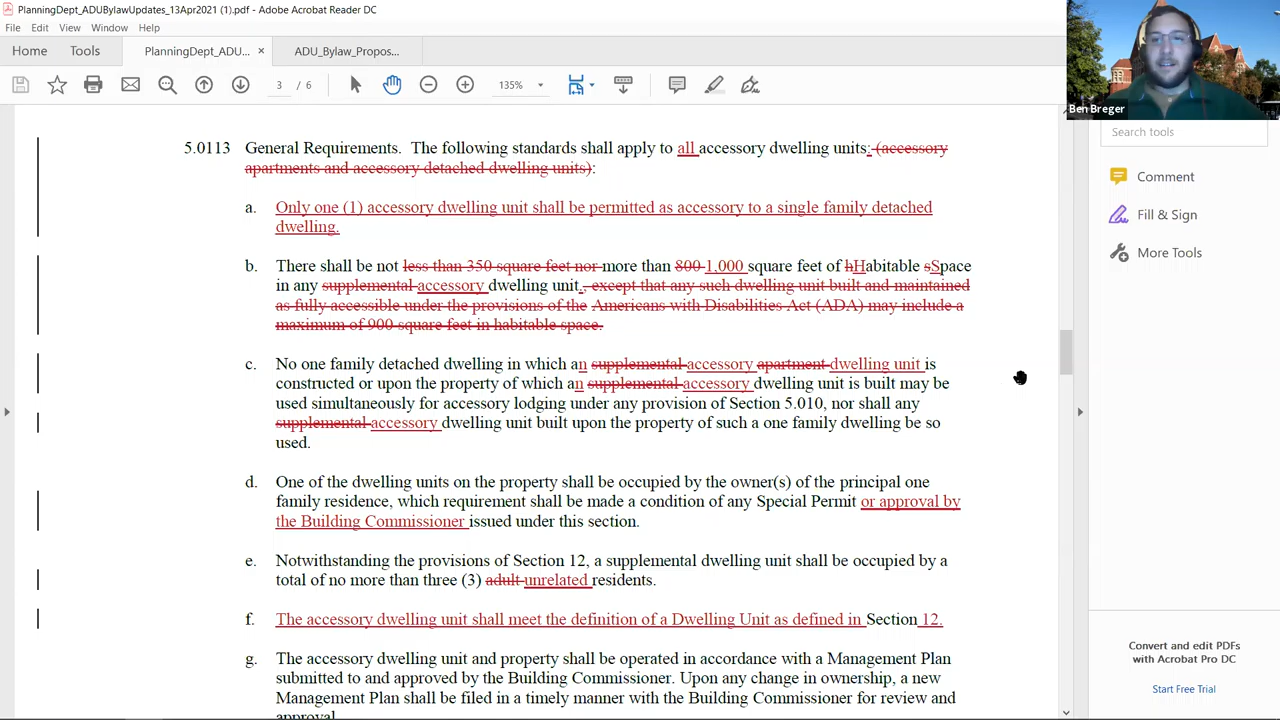 PlanningDept_ADUBylawUpdates_13Apr2021 (1).pdf - Adobe Acrobat Reader DC
File Edit View Window Help
Home Tools PlanningDept_ADU... × ADU_Bylaw_Propos...
3 / 6 135%
Ben Breger
Search tools
Comment
Fill & Sign
More Tools
5.0113 General Requirements. The following standards shall apply to all accessory dwelling units: (accessory
apartments and accessory detached dwelling units):
a. Only one (1) accessory dwelling unit shall be permitted as accessory to a single family detached
dwelling.
b. There shall be not less than 350 square feet nor more than 800 1,000 square feet of hHabitable sSpace
in any supplemental accessory dwelling unit., except that any such dwelling unit built and maintained
as fully accessible under the provisions of the Americans with Disabilities Act (ADA) may include a
maximum of 900 square feet in habitable space.
c. No one family detached dwelling in which an supplemental accessory apartment dwelling unit is
constructed or upon the property of which an supplemental accessory dwelling unit is built may be
used simultaneously for accessory lodging under any provision of Section 5.010, nor shall any
supplemental accessory dwelling unit built upon the property of such a one family dwelling be so
used.
d. One of the dwelling units on the property shall be occupied by the owner(s) of the principal one
family residence, which requirement shall be made a condition of any Special Permit or approval by
the Building Commissioner issued under this section.
e. Notwithstanding the provisions of Section 12, a supplemental dwelling unit shall be occupied by a
total of no more than three (3) adult unrelated residents.
f. The accessory dwelling unit shall meet the definition of a Dwelling Unit as defined in Section 12.
g. The accessory dwelling unit and property shall be operated in accordance with a Management Plan
submitted to and approved by the Building Commissioner. Upon any change in ownership, a new
Management Plan shall be filed in a timely manner with the Building Commissioner for review and
approval.
Convert and edit PDFs
with Acrobat Pro DC
Start Free Trial